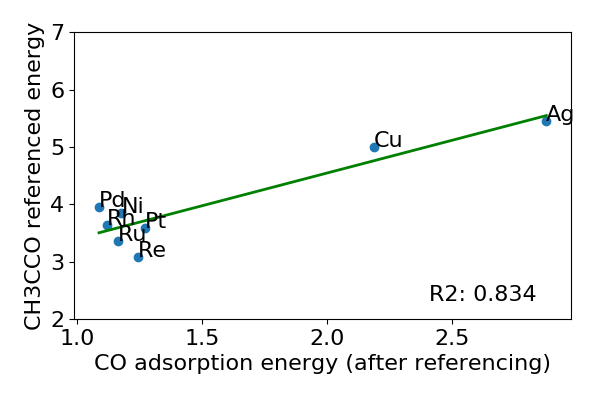 CH3CCO referenced energy
7
6
5
4
3
2
Ag
Cu
Pd
Ni
Rh
Pt
Ru
Re
R2: 0.834
1.0
1.5
2.0
2.5
CO adsorption energy (after referencing)